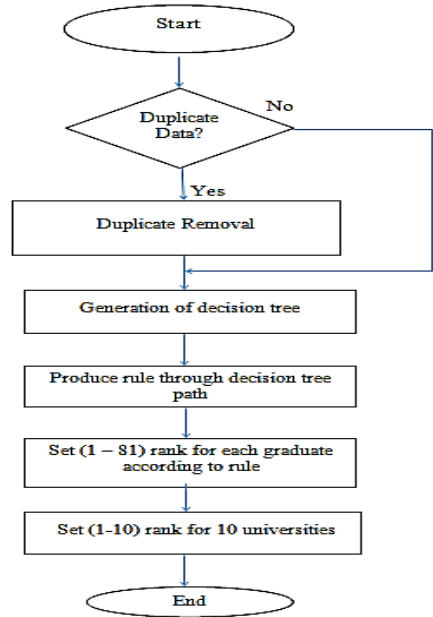 Start
Duplicate
Data?
No
Yes
Duplicate Removal
Generation of decision tree
Produce rule through decision tree
path
Set (1 – 81) rank for each graduate
according to rule
Set (1-10) rank for 10 universities
End